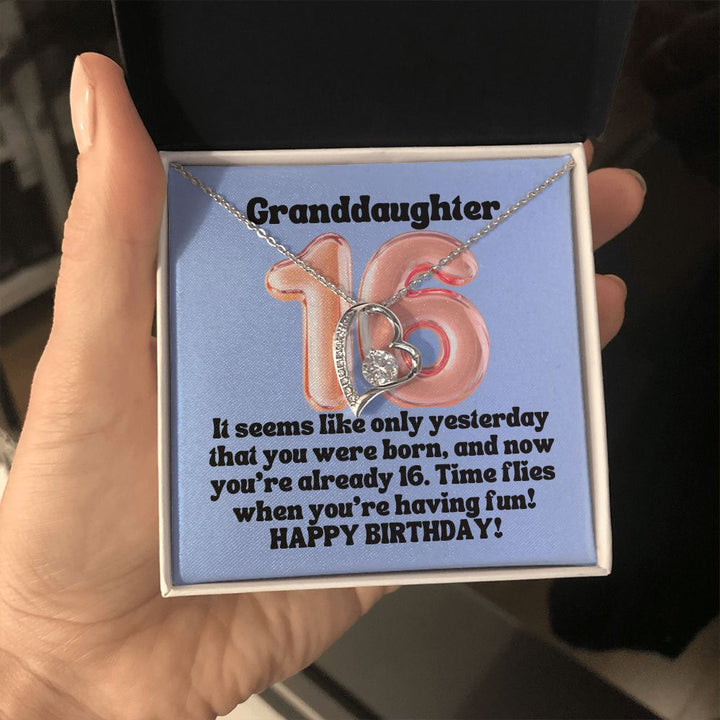 Granddaughter
16
It seems like only yesterday
that you were born, and now
you're already 16. Time flies
when you're having fun!
HAPPY BIRTHDAY!